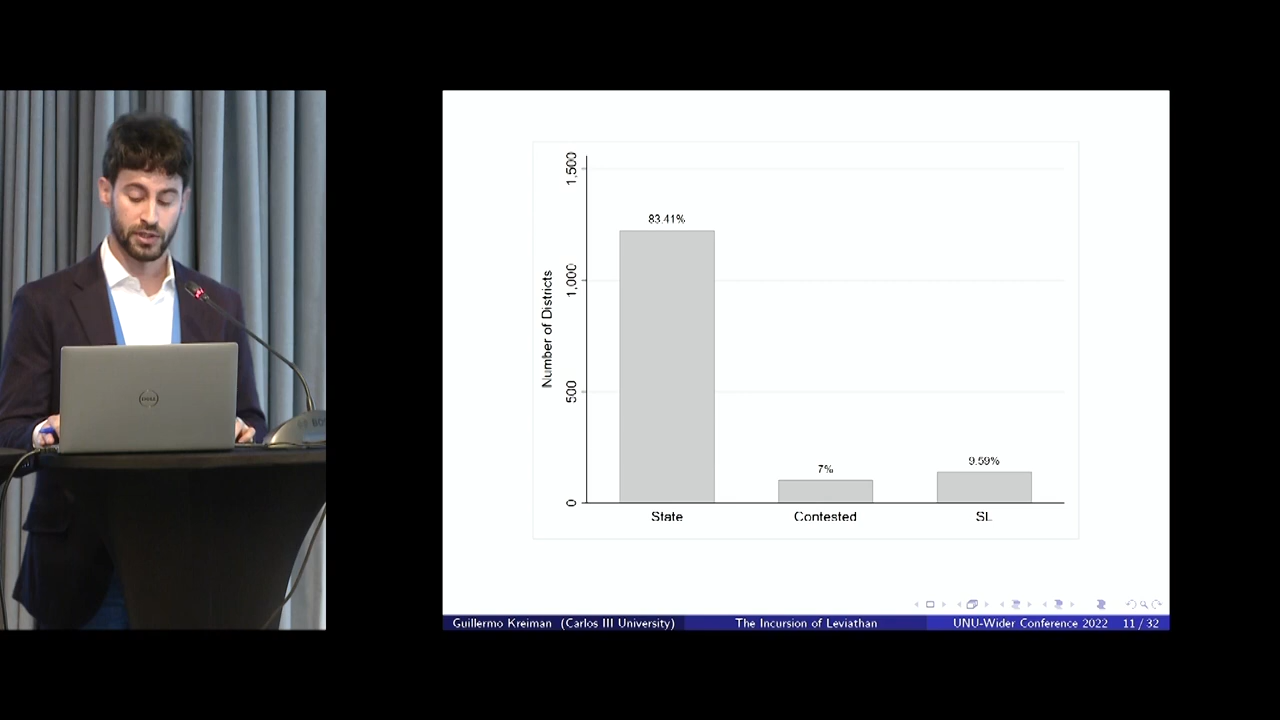 1,500
83.41%
1,000
Number of Districts
500
9.59%
7%
0
State Contested SL
Guillermo Kreiman (Carlos III University) The Incursion of Leviathan UNU-Wider Conference 2022 11 / 32
DELL